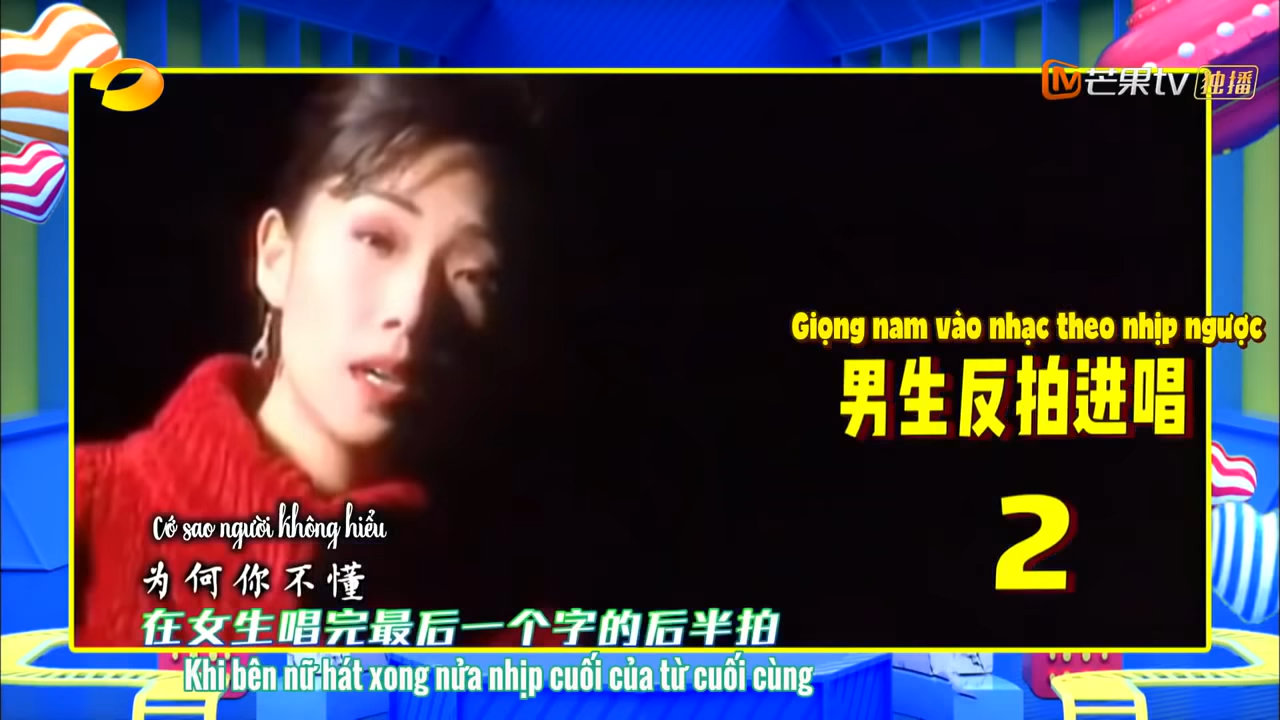 芒果tv 独播
Giọng nam vào nhạc theo nhịp ngược
男生反拍进唱
2
Cớ sao người không hiểu
为何你不懂
在女生唱完最后一个字的后半拍
Khi bên nữ hát xong nửa nhịp cuối của từ cuối cùng